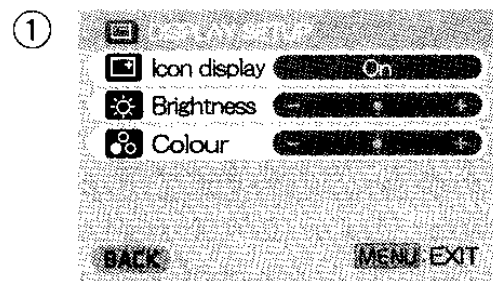 ①
DISPLAY SETUP
Icon display On
Brightness - +
Colour - +
BACK MENU:EXIT